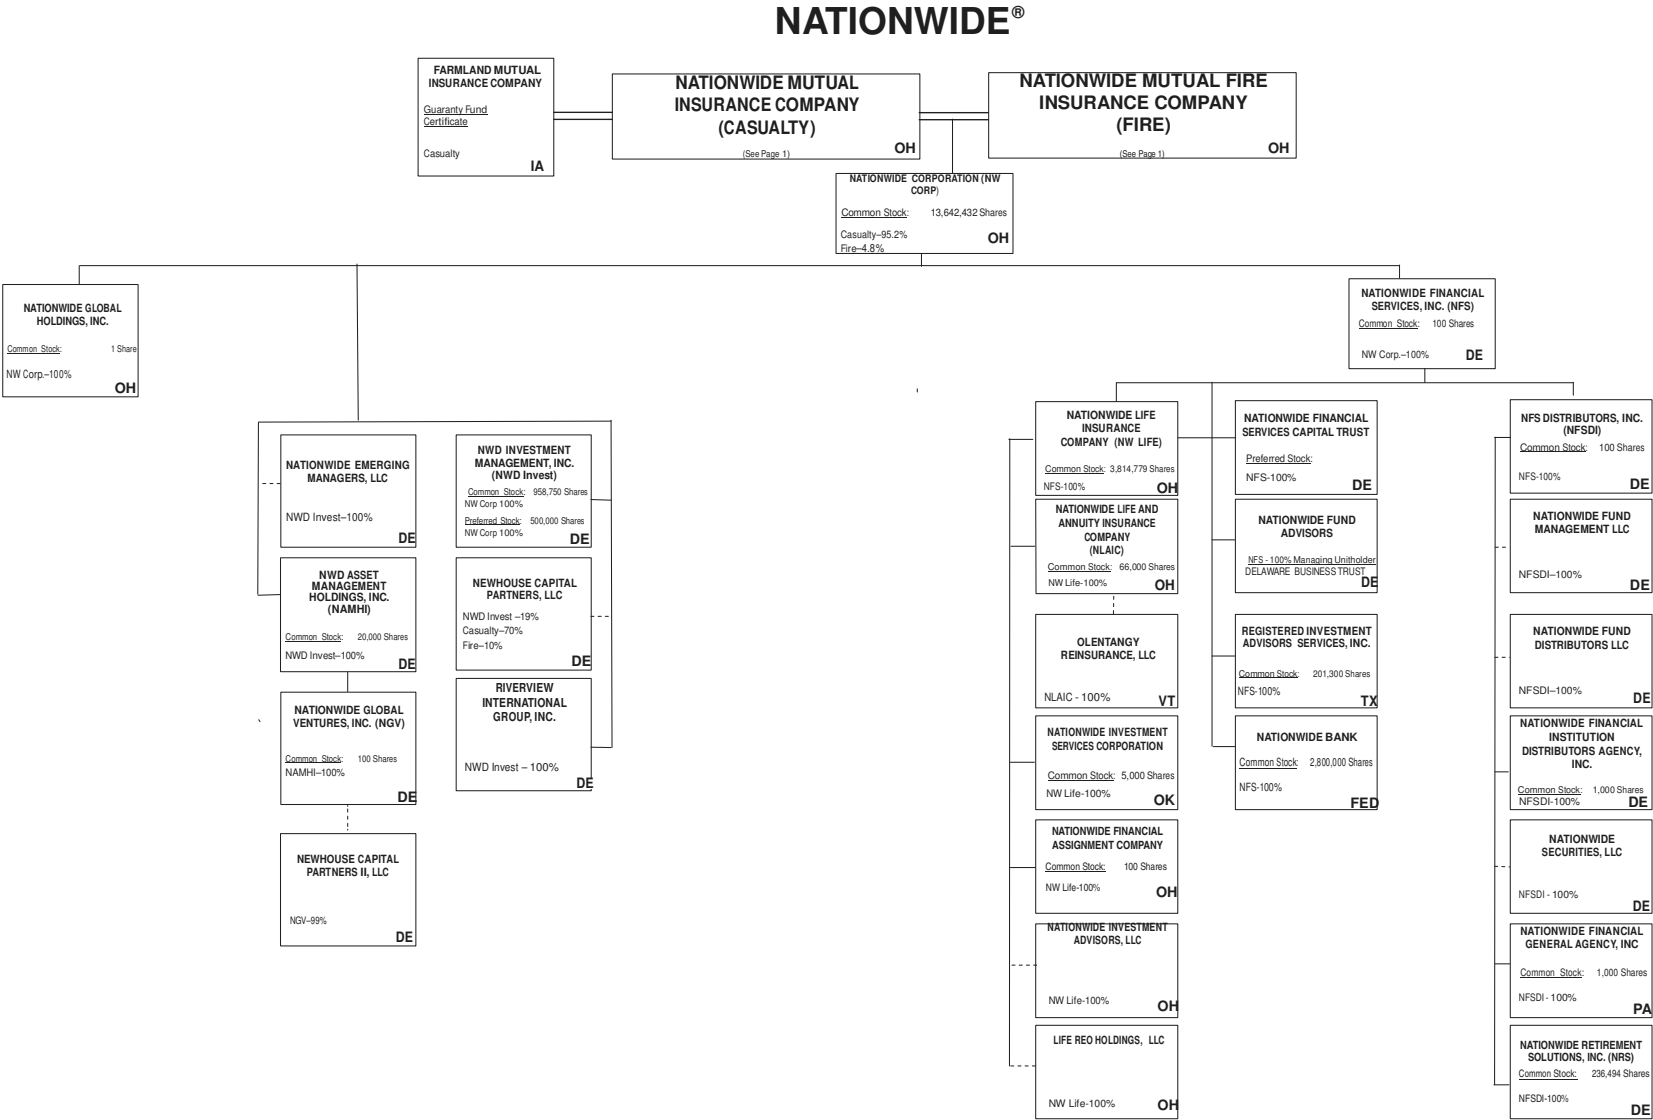 NATIONWIDE®
FARMLAND MUTUAL
INSURANCE COMPANY
Guaranty Fund
Certificate
Casualty
IA
NATIONWIDE MUTUAL
INSURANCE COMPANY
(CASUALTY)
(See Page 1)
OH
NATIONWIDE MUTUAL FIRE
INSURANCE COMPANY
(FIRE)
(See Page 1)
OH
NATIONWIDE CORPORATION (NW
CORP)
Common Stock: 13,642,432 Shares
Casualty–95.2%
Fire–4.8%
OH
NATIONWIDE GLOBAL
HOLDINGS, INC.
Common Stock: 1 Share
NW Corp.–100%
OH
NATIONWIDE FINANCIAL
SERVICES, INC. (NFS)
Common Stock: 100 Shares
NW Corp.–100% DE
NATIONWIDE EMERGING
MANAGERS, LLC
NWD Invest–100%
DE
NWD ASSET
MANAGEMENT
HOLDINGS, INC.
(NAMHI)
Common Stock: 20,000 Shares
NWD Invest–100%
DE
NATIONWIDE GLOBAL
VENTURES, INC. (NGV)
Common Stock: 100 Shares
NAMHI–100%
DE
NEWHOUSE CAPITAL
PARTNERS II, LLC
NGV–99%
DE
NWD INVESTMENT
MANAGEMENT, INC.
(NWD Invest)
Common Stock: 958,750 Shares
NW Corp 100%
Preferred Stock: 500,000 Shares
NW Corp 100%
DE
NEWHOUSE CAPITAL
PARTNERS, LLC
NWD Invest –19%
Casualty–70%
Fire–10%
DE
RIVERVIEW
INTERNATIONAL
GROUP, INC.
NWD Invest – 100%
DE
NATIONWIDE LIFE
INSURANCE
COMPANY (NW LIFE)
Common Stock: 3,814,779 Shares
NFS-100%
OH
NATIONWIDE LIFE AND
ANNUITY INSURANCE
COMPANY
(NLAIC)
Common Stock: 66,000 Shares
NW Life-100%
OH
OLENTANGY
REINSURANCE, LLC
NLAIC - 100%
VT
NATIONWIDE INVESTMENT
SERVICES CORPORATION
Common Stock: 5,000 Shares
NW Life-100%
OK
NATIONWIDE FINANCIAL
ASSIGNMENT COMPANY
Common Stock: 100 Shares
NW Life-100%
OH
NATIONWIDE INVESTMENT
ADVISORS, LLC
NW Life-100%
OH
LIFE REO HOLDINGS, LLC
NW Life-100%
OH
NATIONWIDE FINANCIAL
SERVICES CAPITAL TRUST
Preferred Stock:
NFS-100%
DE
NATIONWIDE FUND
ADVISORS
NFS - 100% Managing Unitholder
DELAWARE BUSINESS TRUST
DE
REGISTERED INVESTMENT
ADVISORS SERVICES, INC.
Common Stock: 201,300 Shares
NFS-100%
TX
NATIONWIDE BANK
Common Stock: 2,800,000 Shares
NFS-100%
FED
NFS DISTRIBUTORS, INC.
(NFSDI)
Common Stock: 100 Shares
NFS-100%
DE
NATIONWIDE FUND
MANAGEMENT LLC
NFSDI–100%
DE
NATIONWIDE FUND
DISTRIBUTORS LLC
NFSDI–100%
DE
NATIONWIDE FINANCIAL
INSTITUTION
DISTRIBUTORS AGENCY,
INC.
Common Stock: 1,000 Shares
NFSDI-100%
DE
NATIONWIDE
SECURITIES, LLC
NFSDI - 100%
DE
NATIONWIDE FINANCIAL
GENERAL AGENCY, INC
Common Stock: 1,000 Shares
NFSDI - 100%
PA
NATIONWIDE RETIREMENT
SOLUTIONS, INC. (NRS)
Common Stock: 236,494 Shares
NFSDI-100%
DE